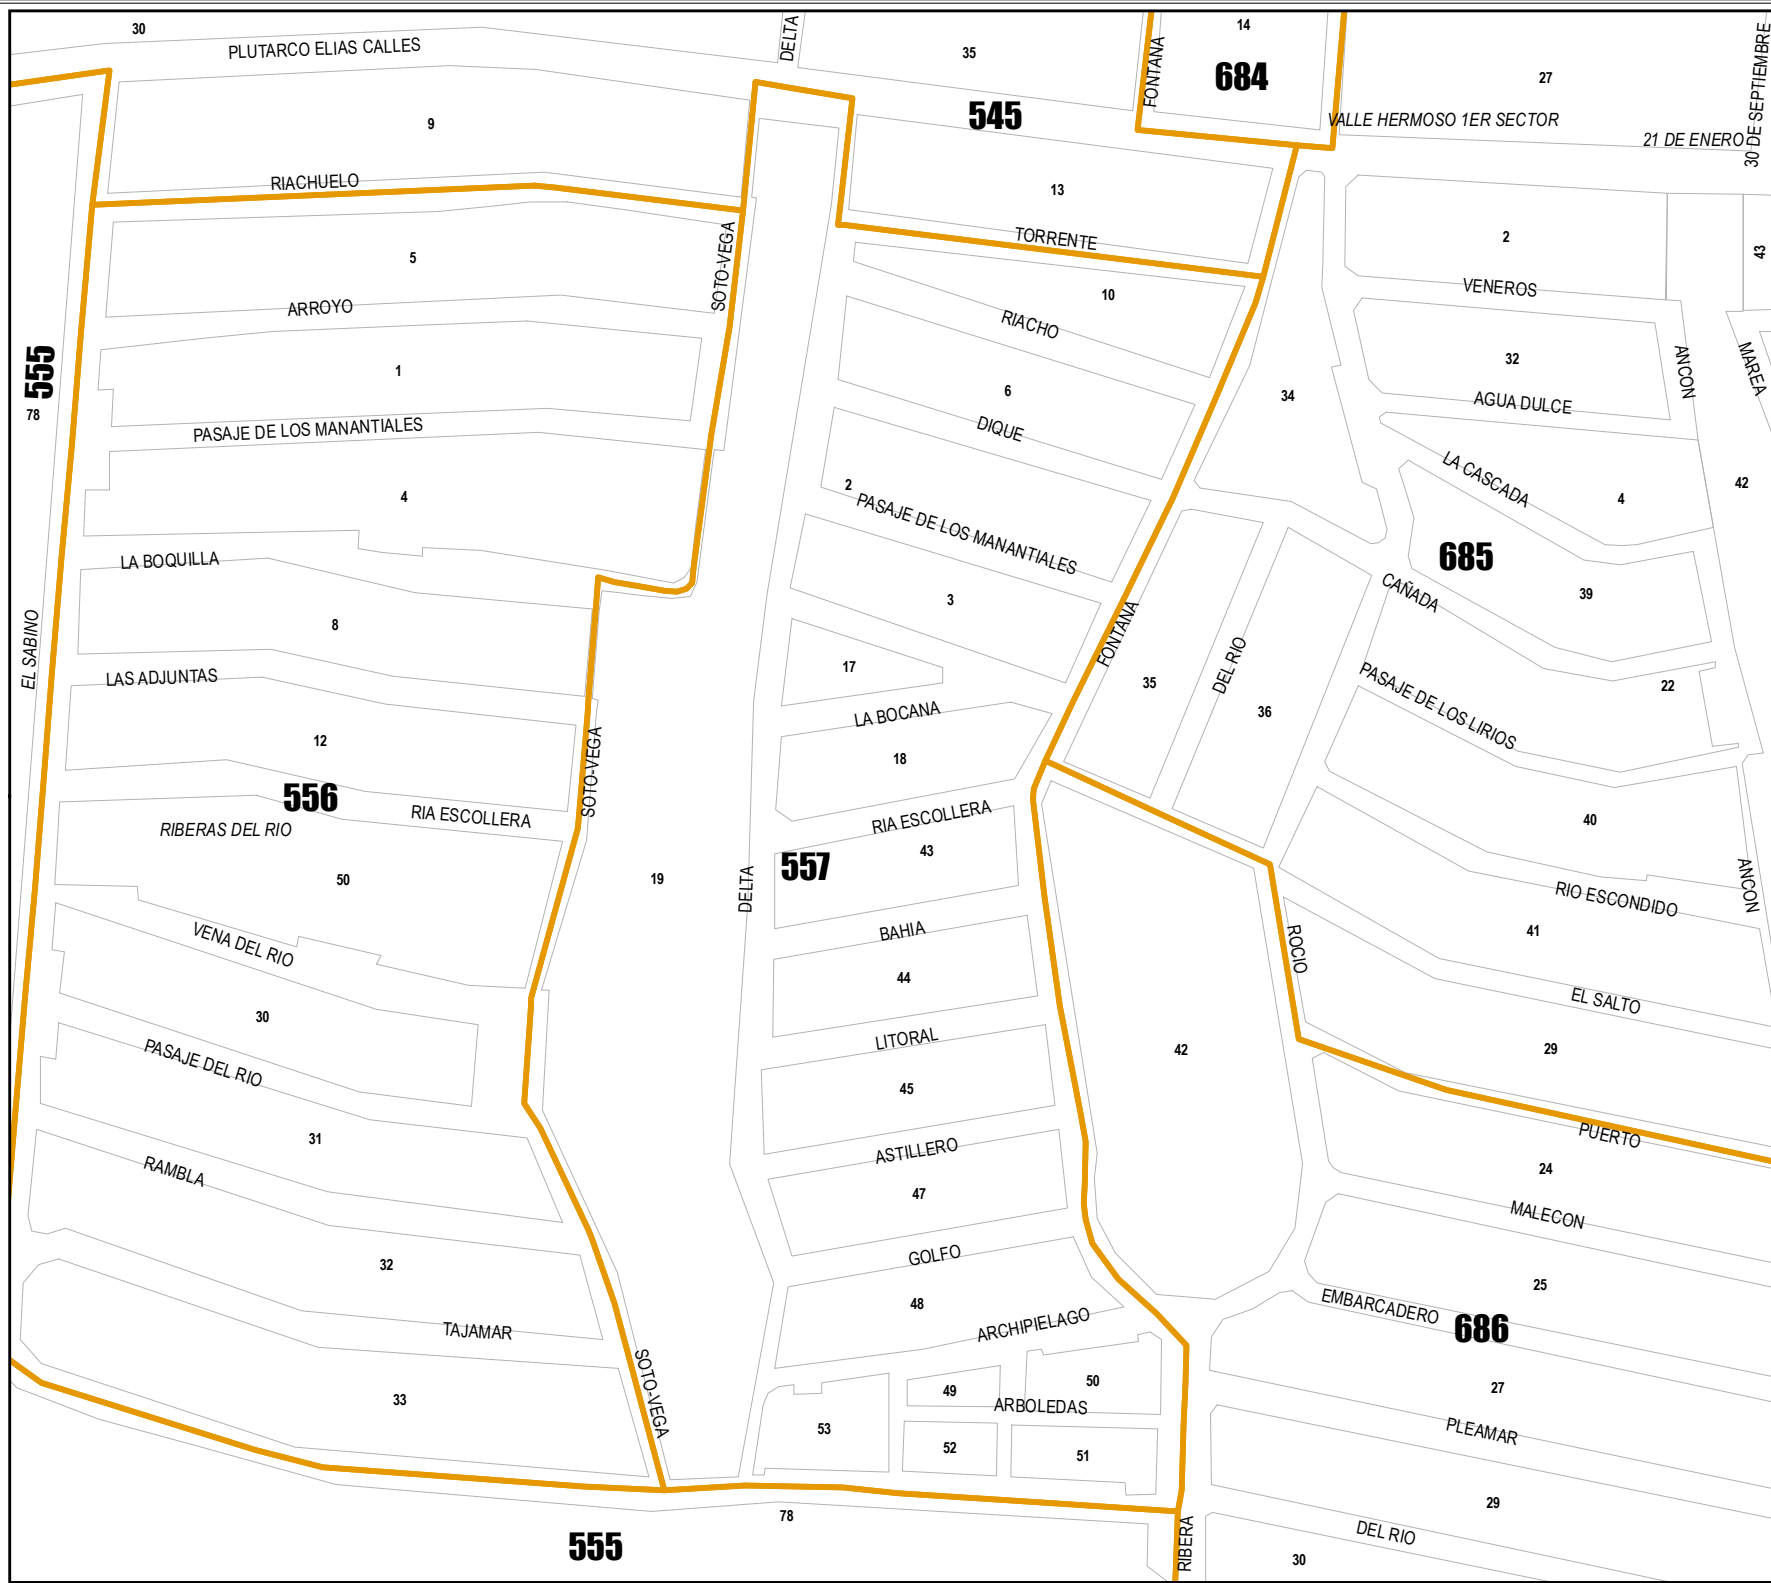 30
PLUTARCO ELIAS CALLES
DELTA
35
FONTANA
14
684
27
30 DE SEPTIEMBRE
9
545
VALLE HERMOSO 1ER SECTOR
21 DE ENERO
RIACHUELO
13
TORRENTE
2
43
5
SOTO-VEGA
ARROYO
10
VENEROS
RIACHO
555
78
1
6
34
32
ANCON
MAREA
PASAJE DE LOS MANANTIALES
DIQUE
AGUA DULCE
4
2
PASAJE DE LOS MANANTIALES
LA CASCADA
4
42
LA BOQUILLA
685
EL SABINO
8
3
FONTANA
CAÑADA
39
LAS ADJUNTAS
17
35
DEL RIO
36
PASAJE DE LOS LIRIOS
22
12
SOTO-VEGA
LA BOCANA
18
556
RIA ESCOLLERA
RIBERAS DEL RIO
RIA ESCOLLERA
43
40
50
19
DELTA
557
RIO ESCONDIDO
ANCON
VENA DEL RIO
BAHIA
ROCIO
41
44
EL SALTO
30
LITORAL
42
29
PASAJE DEL RIO
45
31
ASTILLERO
PUERTO
RAMBLA
47
24
MALECON
32
GOLFO
25
48
ARCHIPIELAGO
EMBARCADERO
686
TAJAMAR
SOTO-VEGA
33
49
50
27
ARBOLEDAS
53
52
51
PLEAMAR
78
29
555
RIBERA
DEL RIO
30